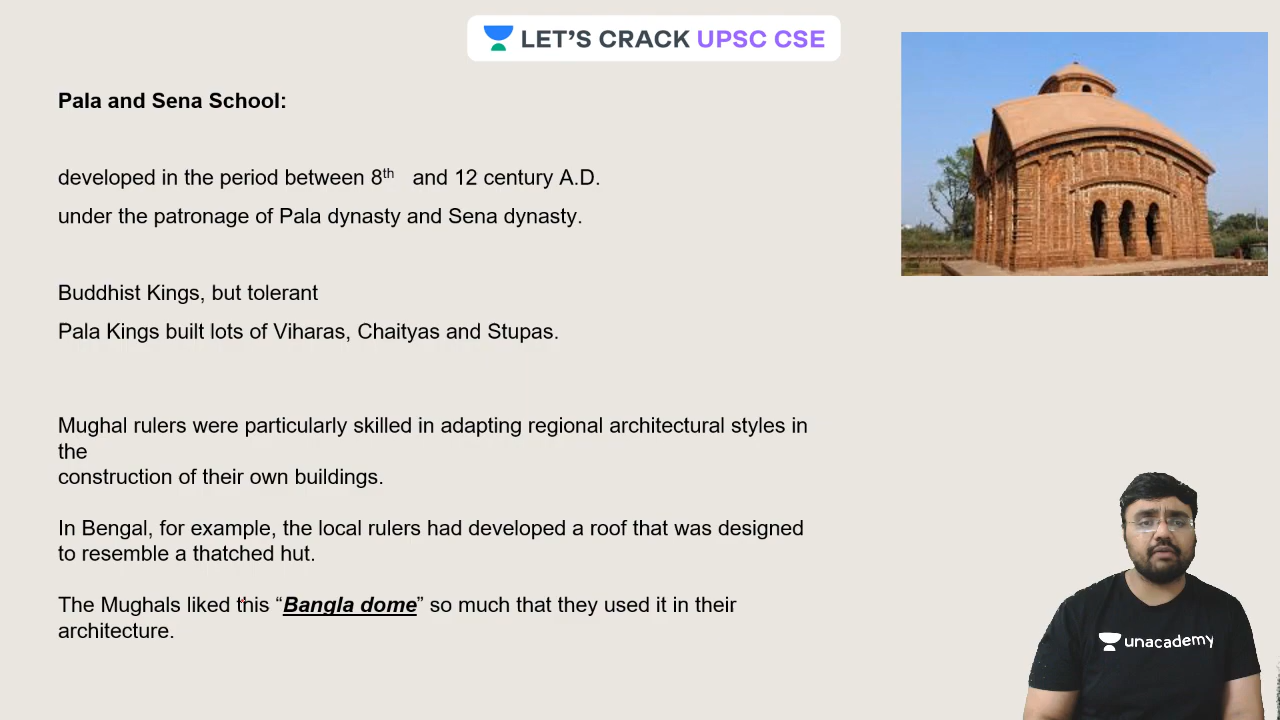 LET'S CRACK UPSC CSE
Pala and Sena School:
developed in the period between 8th and 12 century A.D.
under the patronage of Pala dynasty and Sena dynasty.
Buddhist Kings, but tolerant
Pala Kings built lots of Viharas, Chaityas and Stupas.
Mughal rulers were particularly skilled in adapting regional architectural styles in
the
construction of their own buildings.
In Bengal, for example, the local rulers had developed a roof that was designed
to resemble a thatched hut.
The Mughals liked this “Bangla dome” so much that they used it in their
architecture.
unacademy